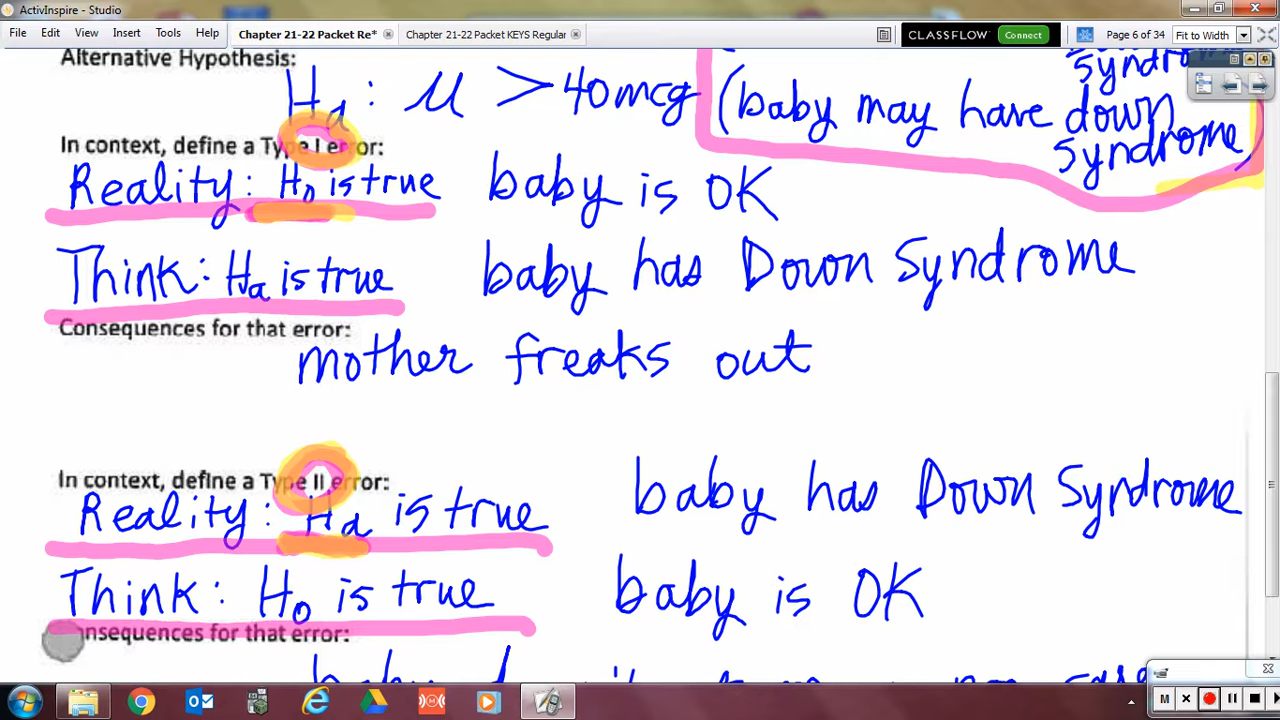 ActivInspire - Studio
File Edit View Insert Tools Help Chapter 21-22 Packet Re* Chapter 21-22 Packet KEYS Regular CLASSFLOW Connect Page 6 of 34 Fit to Width
Alternative Hypothesis:
Ha : μ > 40mcg (baby may have down syndrome)
syndrome
In context, define a Type I error:
Reality: H0 is true baby is OK
Think: Ha is true baby has Down Syndrome
Consequences for that error:
mother freaks out
In context, define a Type II error:
Reality: Ha is true baby has Down Syndrome
Think: H0 is true baby is OK
Consequences for that error:
baby
M